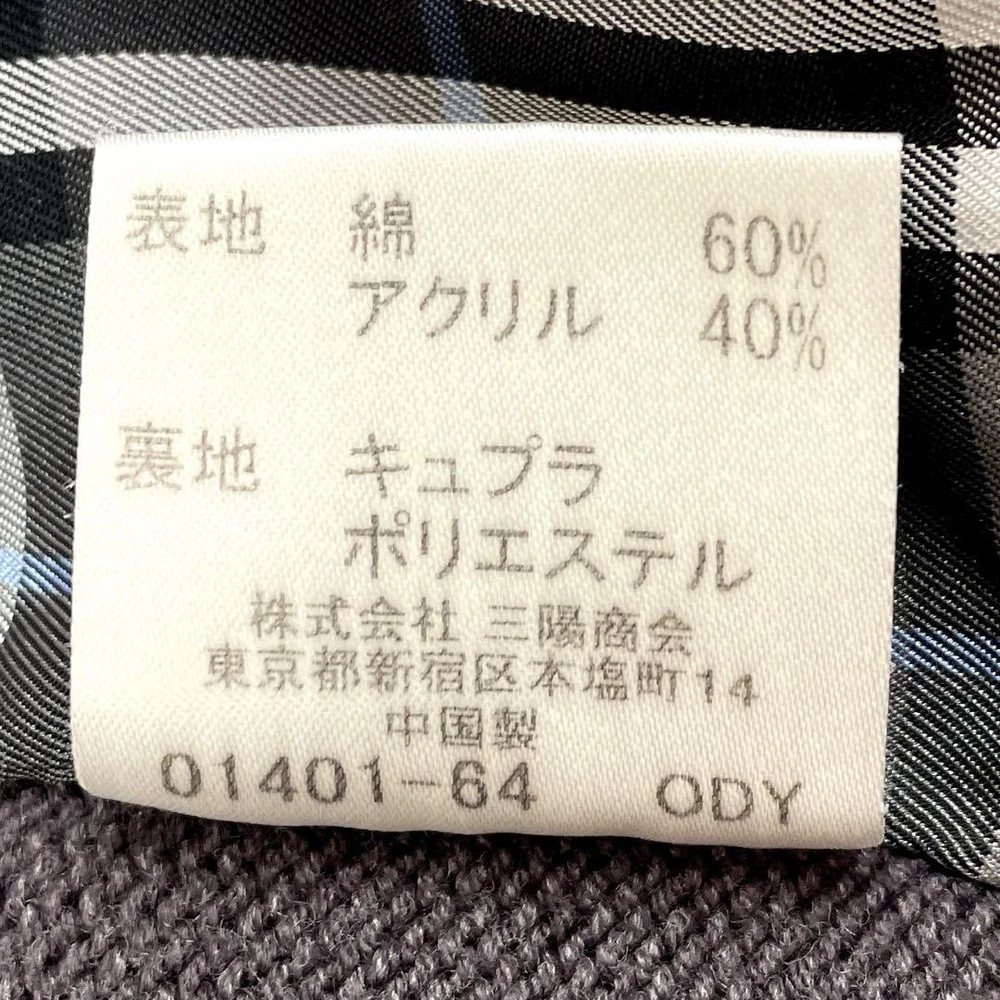 表地 綿 60%
アクリル 40%
裏地 キュプラ
ポリエステル
株式会社 三陽商会
東京都新宿区本塩町14
中国製
01401-64 ODY